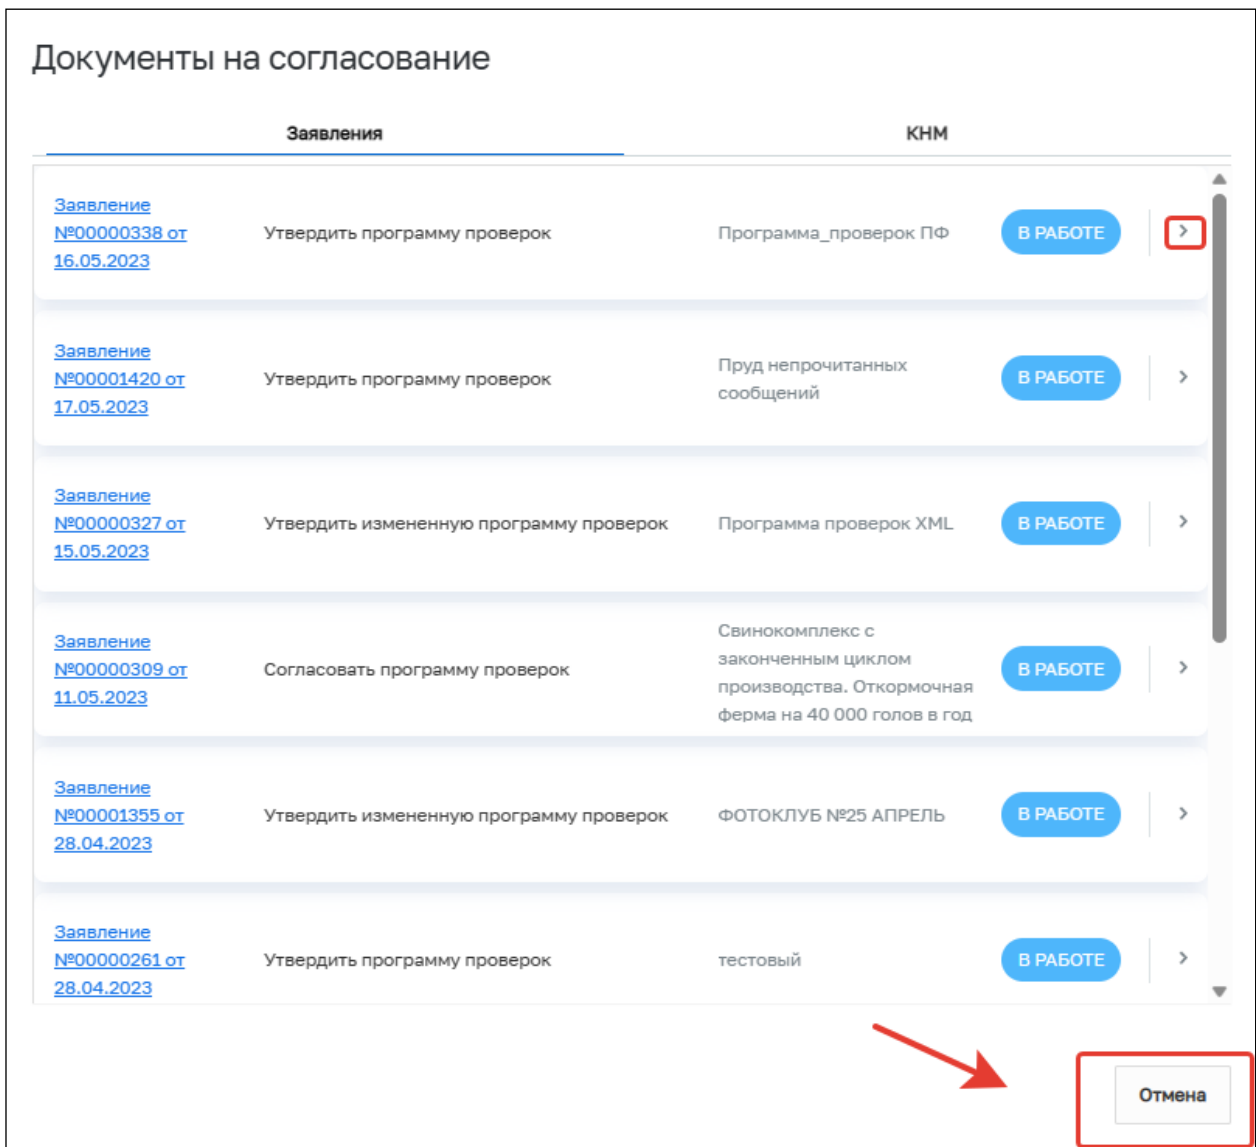 Документы на согласование
Заявления
КНМ
Заявление
№00000338 от
16.05.2023
Утвердить программу проверок
Программа_проверок ПФ
В РАБОТЕ
Заявление
№00001420 от
17.05.2023
Утвердить программу проверок
Пруд непрочитанных
сообщений
В РАБОТЕ
Заявление
№00000327 от
15.05.2023
Утвердить измененную программу проверок
Программа проверок XML
В РАБОТЕ
Заявление
№00000309 от
11.05.2023
Согласовать программу проверок
Свинокомплекс с
законченным циклом
производства. Откормочная
ферма на 40 000 голов в год
В РАБОТЕ
Заявление
№00001355 от
28.04.2023
Утвердить измененную программу проверок
ФОТОКЛУБ №25 АПРЕЛЬ
В РАБОТЕ
Заявление
№00000261 от
28.04.2023
Утвердить программу проверок
тестовый
В РАБОТЕ
Отмена